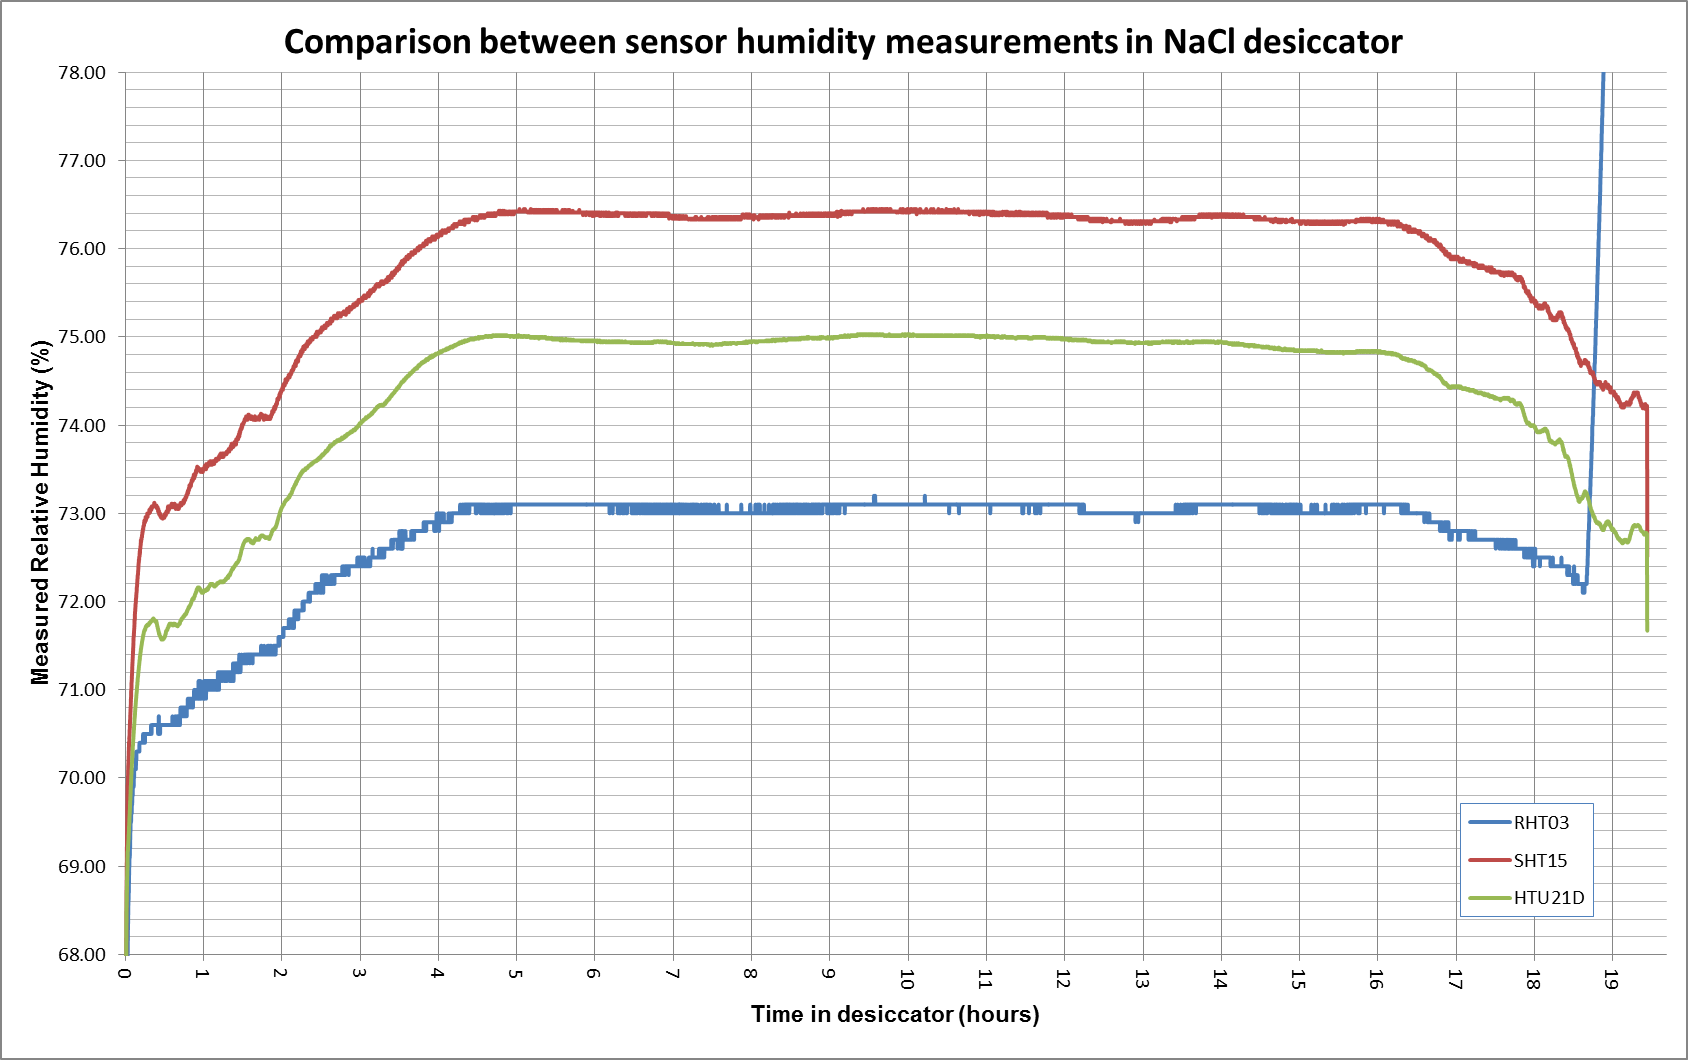 Comparison between sensor humidity measurements in NaCl desiccator
78.00
77.00
76.00
75.00
74.00
73.00
72.00
71.00
70.00
69.00
68.00
Measured Relative Humidity (%)
0 1 2 3 4 5 6 7 8 9 10 11 12 13 14 15 16 17 18 19
Time in desiccator (hours)
RHT03
SHT15
HTU21D